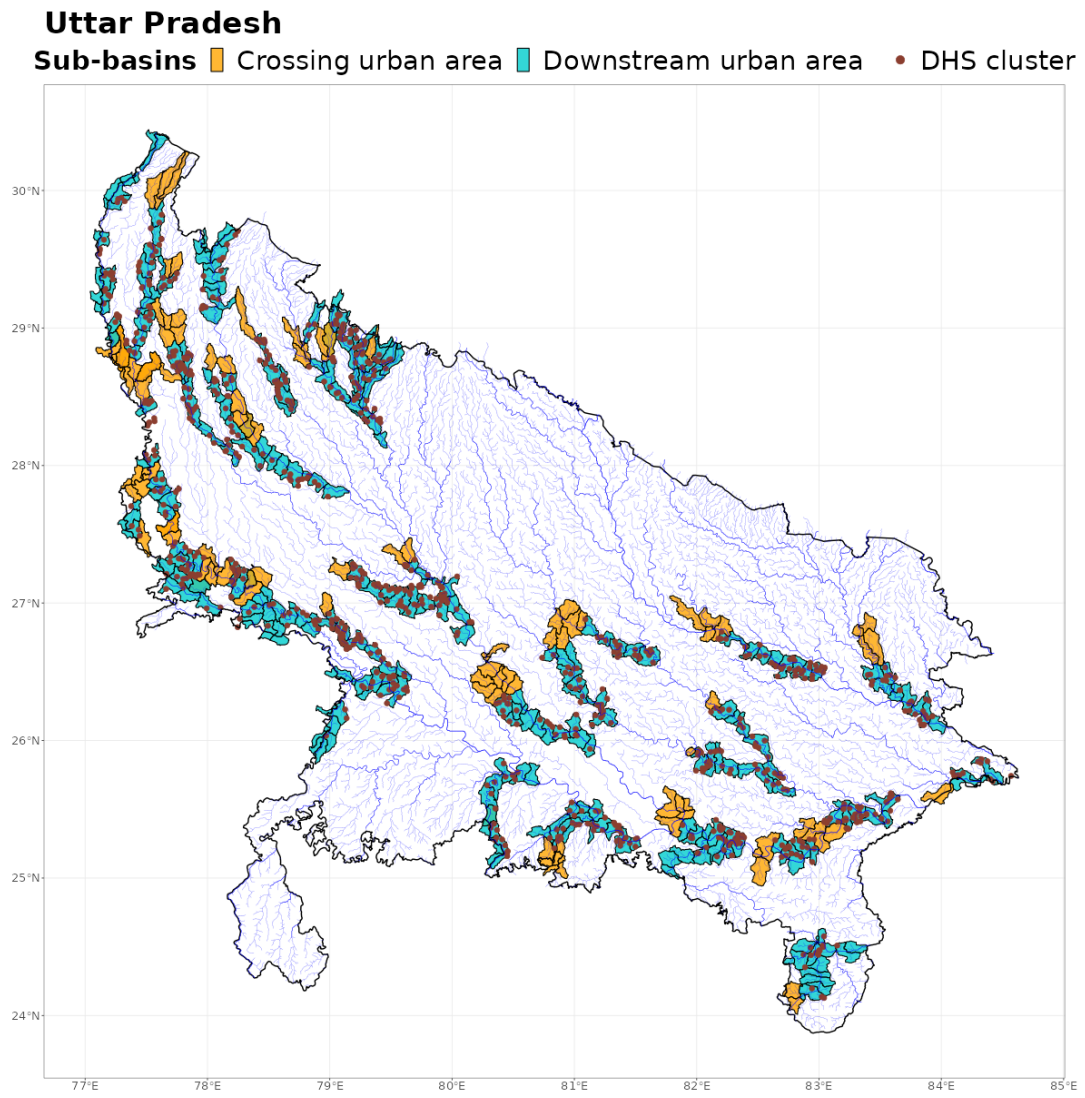 Uttar Pradesh
Sub-basins Crossing urban area Downstream urban area DHS cluster
30°N
29°N
28°N
27°N
26°N
25°N
24°N
77°E 78°E 79°E 80°E 81°E 82°E 83°E 84°E 85°E